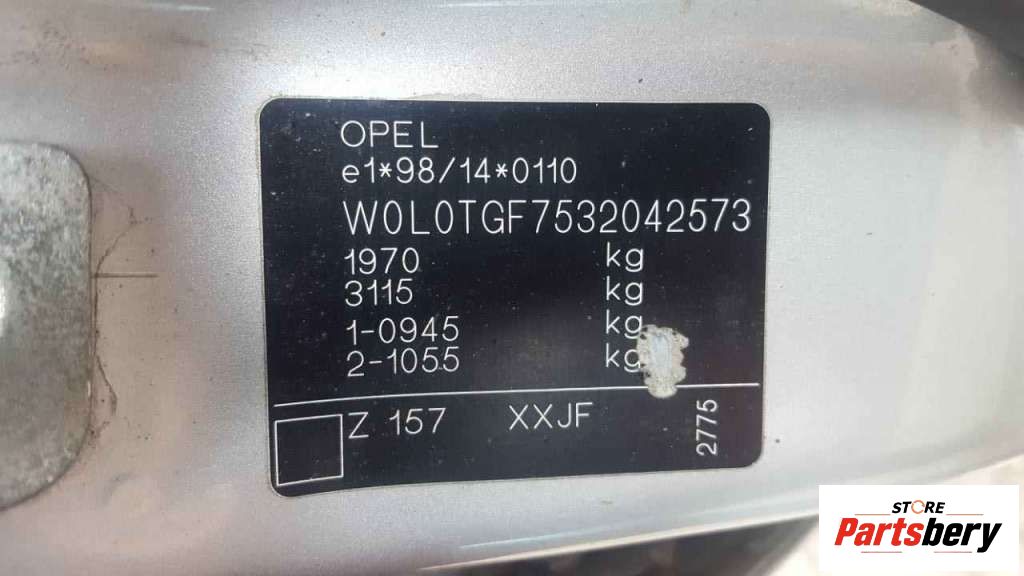 OPEL
e1*98/14*0110
W0L0TGF7532042573
1970 kg
3115 kg
1-0945 kg
2-1055 kg
Z 157 XXJF
2775
STORE
Partsbery